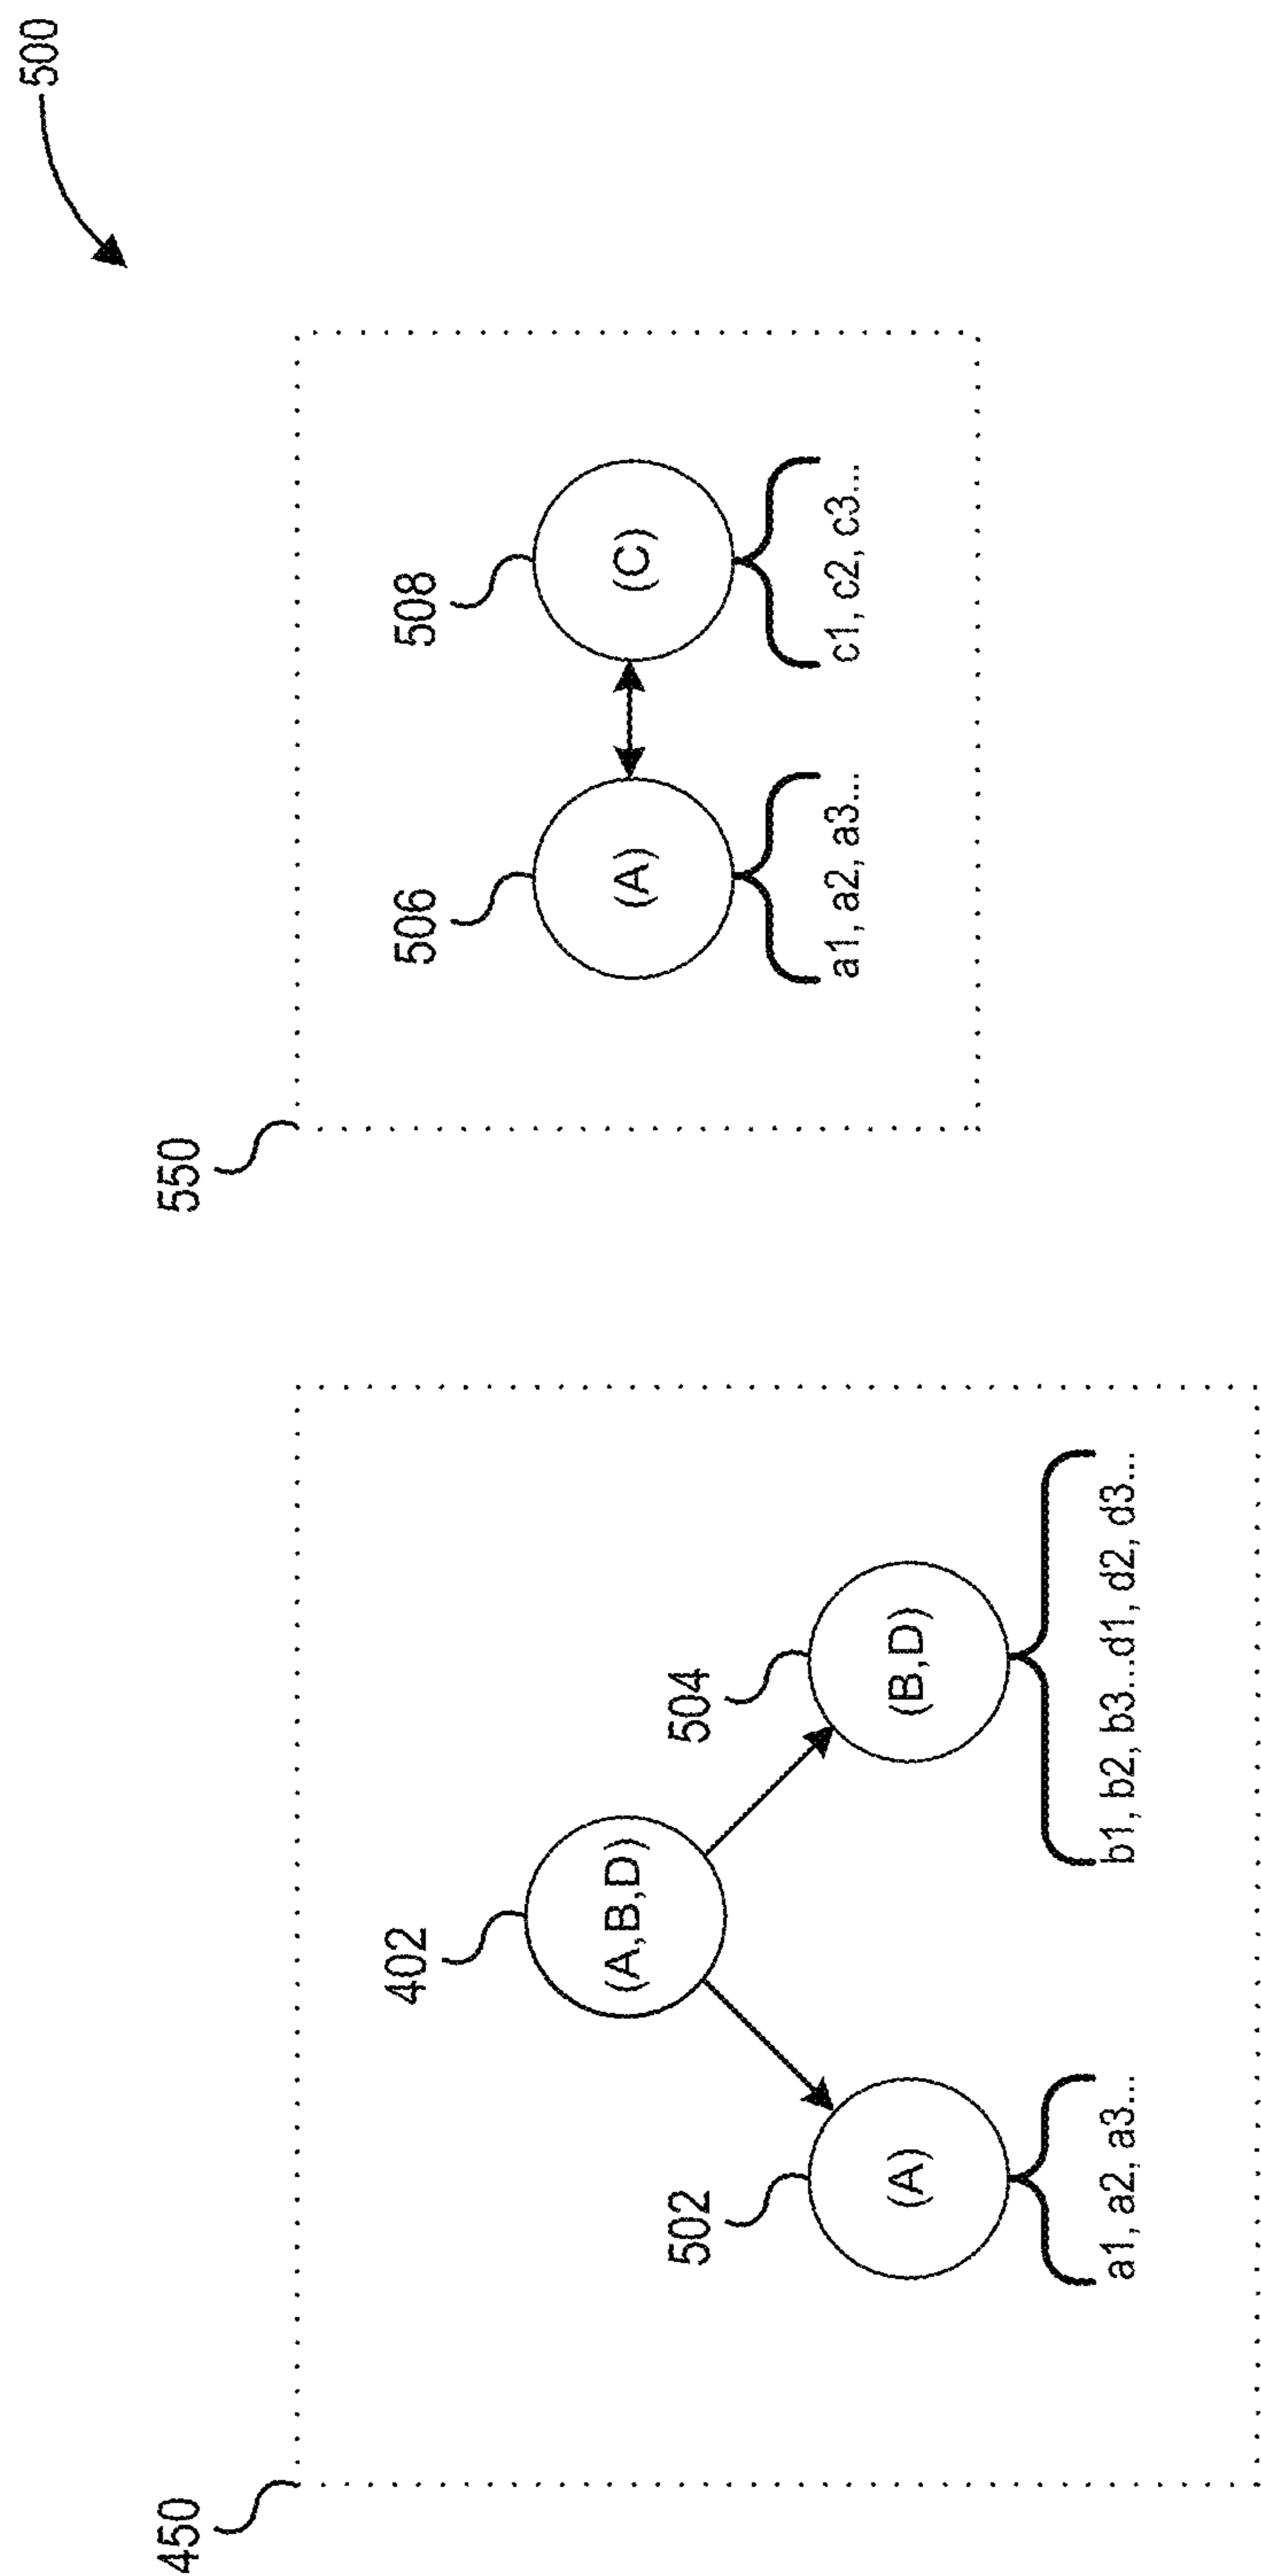 500
450
402
(A,B,D)
502
(A)
a1, a2, a3...
504
(B,D)
b1, b2, b3...d1, d2, d3...
550
506
(A)
a1, a2, a3...
508
(C)
c1, c2, c3...